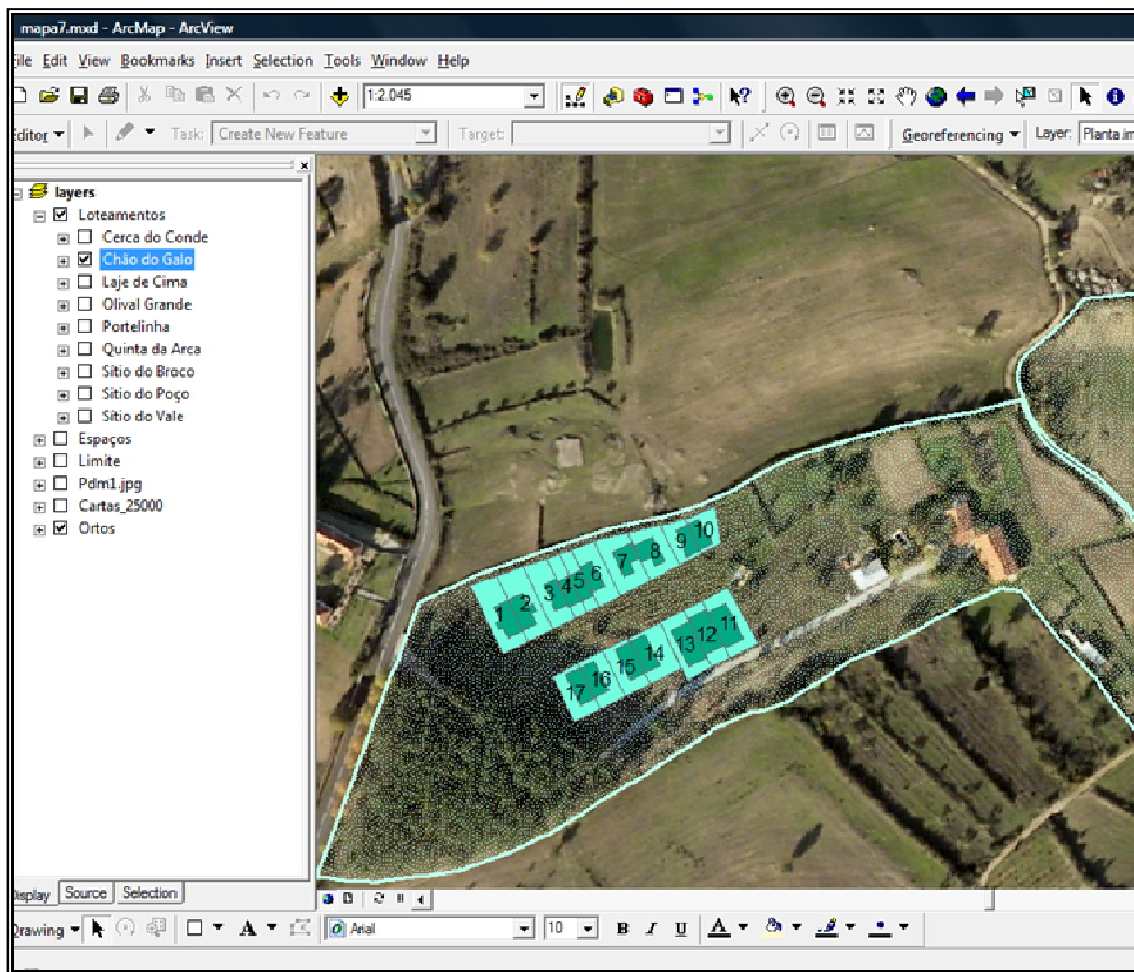 mapa7.mxd - ArcMap - ArcView
File Edit View Bookmarks Insert Selection Tools Window Help
1:2.045
Editor Task: Create New Feature Target: Georeferencing Layer:
layers
Loteamentos
Cerca do Conde
Chão do Galo
Laje de Cima
Olival Grande
Portelinha
Quinta da Arca
Sítio do Broco
Sítio do Poço
Sítio do Vale
Espaços
Limite
Pdm1.jpg
Cartas_25000
Ortos
1 2 3 4 5 6 7 8 9 10
17 16 15 14 13 12 11
Display Source Selection
Drawing A Arial 10 B I U A